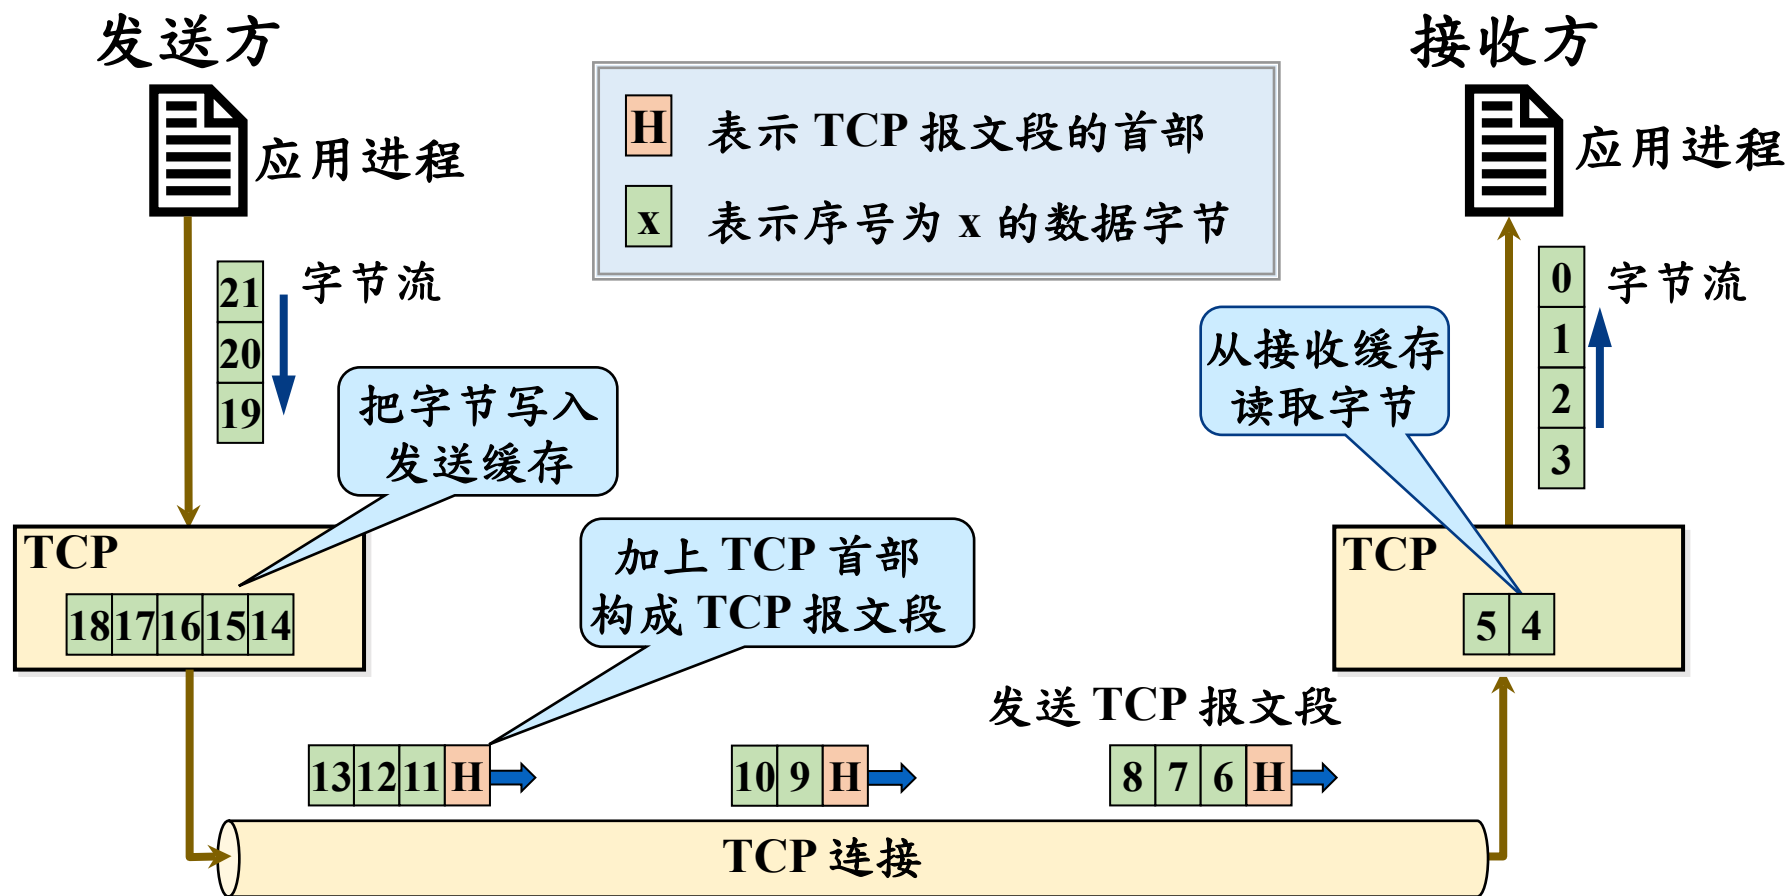 发送方
接收方
应用进程
H 表示 TCP 报文段的首部
应用进程
x 表示序号为 x 的数据字节
21
20
19
字节流
0
1
2
3
字节流
把字节写入
发送缓存
从接收缓存
读取字节
TCP
18 17 16 15 14
加上 TCP 首部
构成 TCP 报文段
TCP
5 4
发送 TCP 报文段
13 12 11 H
10 9 H
8 7 6 H
TCP 连接